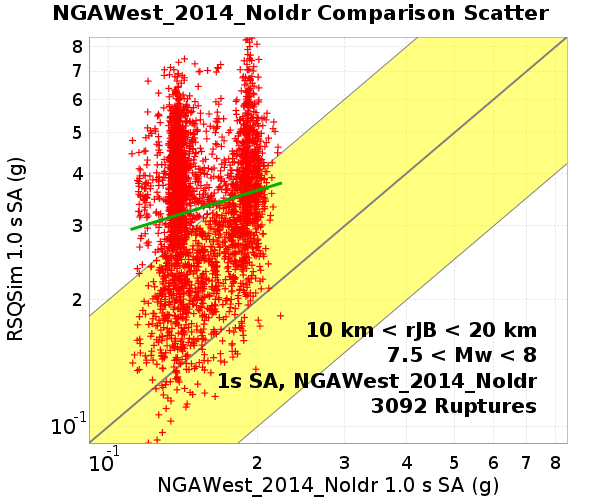 NGAWest_2014_NoIdr Comparison Scatter
8
7
6
5
4
3
2
10-1
RSQSim 1.0 s SA (g)
10 km < rJB < 20 km
7.5 < Mw < 8
1s SA, NGAWest_2014_NoIdr
3092 Ruptures
10-1 2 3 4 5 6 7 8
NGAWest_2014_NoIdr 1.0 s SA (g)